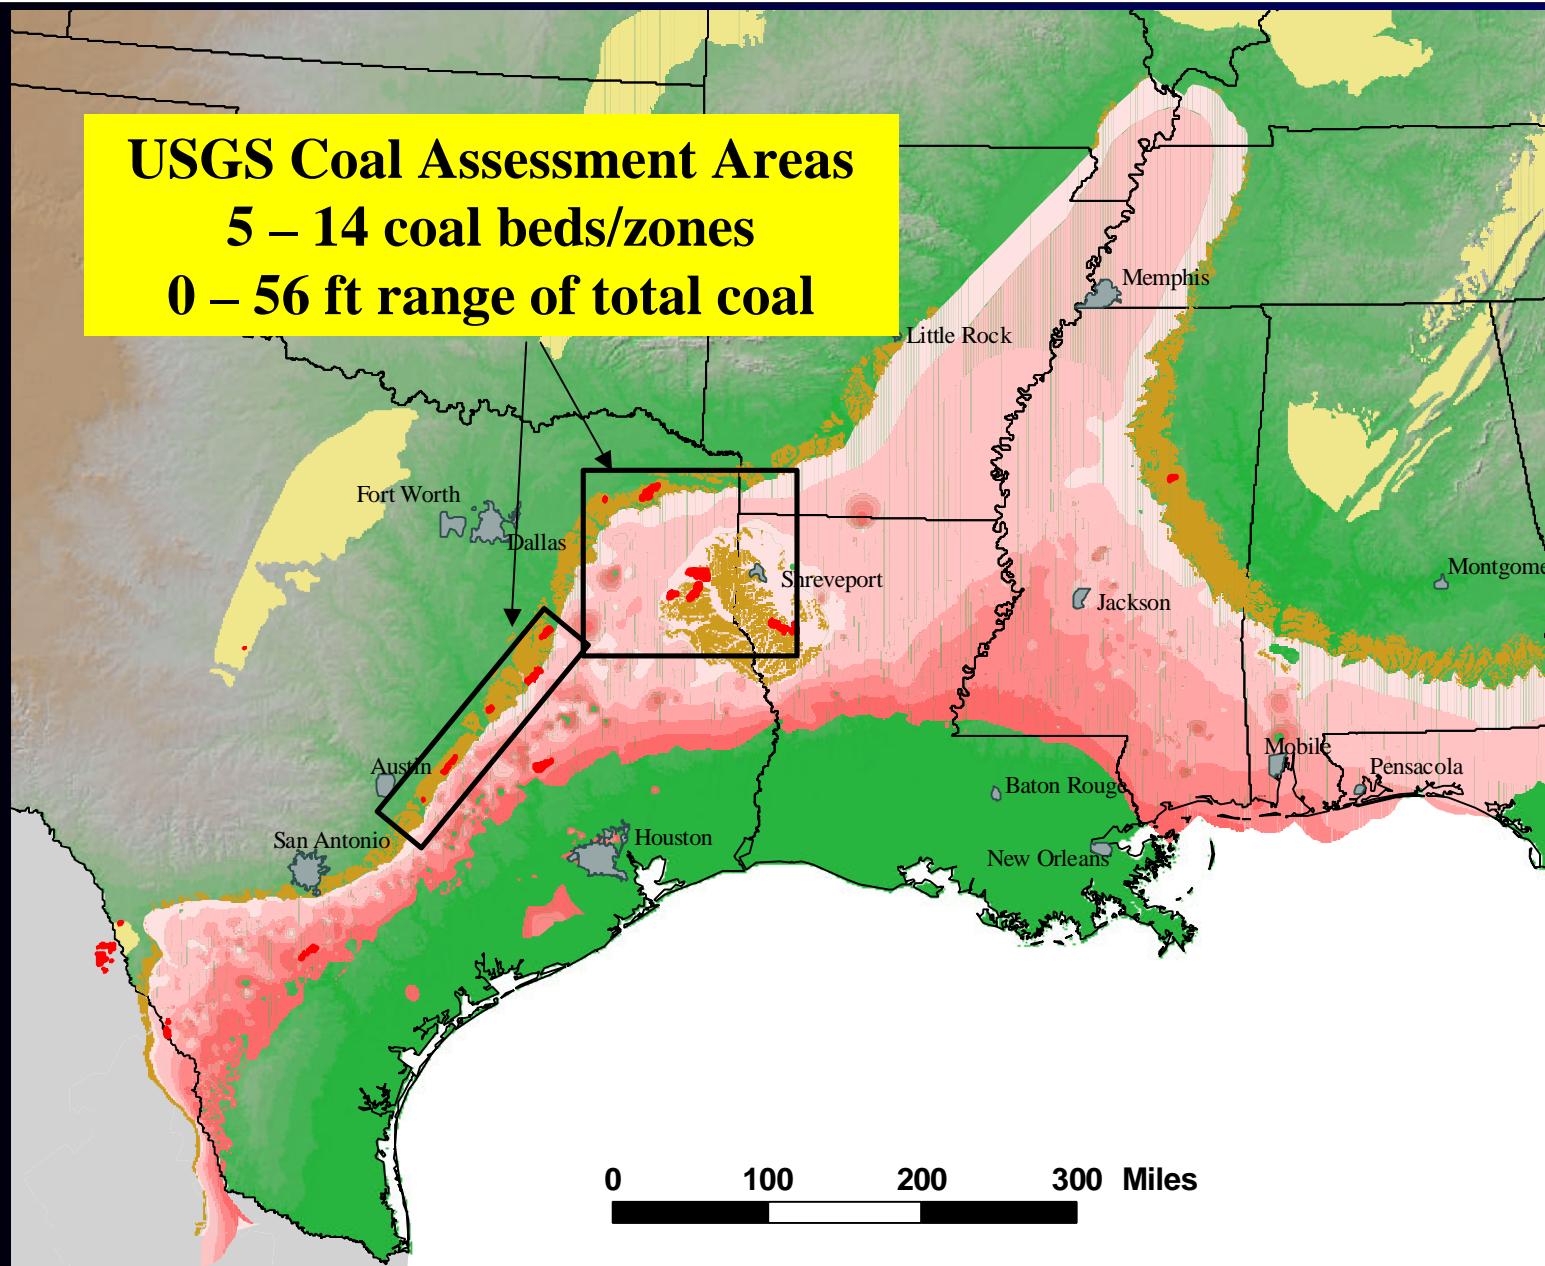 USGS Coal Assessment Areas
5 – 14 coal beds/zones
0 – 56 ft range of total coal
Memphis
Little Rock
Fort Worth
Dallas
Shreveport
Montgome
Jackson
Austin
Mobile
Pensacola
Baton Rouge
San Antonio
Houston
New Orleans
0 100 200 300 Miles